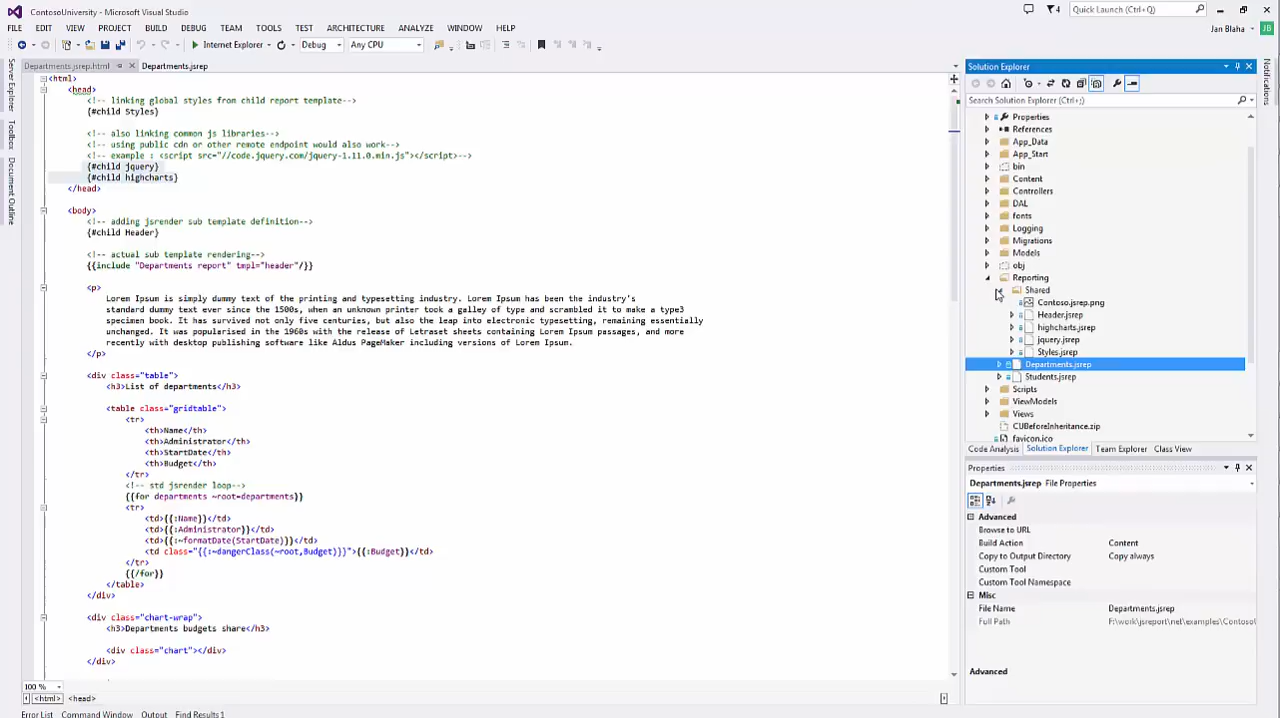 ContosoUniversity - Microsoft Visual Studio
4
Quick Launch (Ctrl+Q)
FILE EDIT VIEW PROJECT BUILD DEBUG TEAM TOOLS TEST ARCHITECTURE ANALYZE WINDOW HELP
Jan Blaha
JB
Internet Explorer
Debug
Any CPU
Server Explorer
Toolbox
Document Outline
Departments.jsrep.html
Departments.jsrep
<html>
<head>
<!-- linking global styles from child report template-->
{#child Styles}
<!-- also linking common js libraries-->
<!-- using public cdn or other remote endpoint would also work-->
<!-- example : <script src="//code.jquery.com/jquery-1.11.0.min.js"></script>-->
{#child jquery}
{#child highcharts}
</head>
<body>
<!-- adding jsrender sub template definition-->
{#child Header}
<!-- actual sub template rendering-->
{{include "Departments report" tmpl="header"/}}
<p>
Lorem Ipsum is simply dummy text of the printing and typesetting industry. Lorem Ipsum has been the industry's
standard dummy text ever since the 1500s, when an unknown printer took a galley of type and scrambled it to make a type3
specimen book. It has survived not only five centuries, but also the leap into electronic typesetting, remaining essentially
unchanged. It was popularised in the 1960s with the release of Letraset sheets containing Lorem Ipsum passages, and more
recently with desktop publishing software like Aldus PageMaker including versions of Lorem Ipsum.
</p>
<div class="table">
<h3>List of departments</h3>
<table class="gridtable">
<tr>
<th>Name</th>
<th>Administrator</th>
<th>StartDate</th>
<th>Budget</th>
</tr>
<!-- std jsrender loop-->
{{for departments ~root=departments}}
<tr>
<td>{{:Name}}</td>
<td>{{:Administrator}}</td>
<td>{{:~formatDate(StartDate)}}</td>
<td class="{{:~dangerClass(~root,Budget)}}">{{:Budget}}</td>
</tr>
{{/for}}
</table>
</div>
<div class="chart-wrap">
<h3>Departments budgets share</h3>
<div class="chart"></div>
</div>
100 %
<html> <head>
Error List Command Window Output Find Results 1
Solution Explorer
Search Solution Explorer (Ctrl+;)
Properties
References
App_Data
App_Start
bin
Content
Controllers
DAL
fonts
Logging
Migrations
Models
obj
Reporting
Shared
Contoso.jsrep.png
Header.jsrep
highcharts.jsrep
jquery.jsrep
Styles.jsrep
Departments.jsrep
Students.jsrep
Scripts
ViewModels
Views
CUBeforeInheritance.zip
favicon.ico
Code Analysis Solution Explorer Team Explorer Class View
Properties
Departments.jsrep File Properties
Advanced
Browse to URL
Build Action Content
Copy to Output Directory Copy always
Custom Tool
Custom Tool Namespace
Misc
File Name Departments.jsrep
Full Path F:\work\jsreport\net\examples\Contosol
Advanced
Notifications